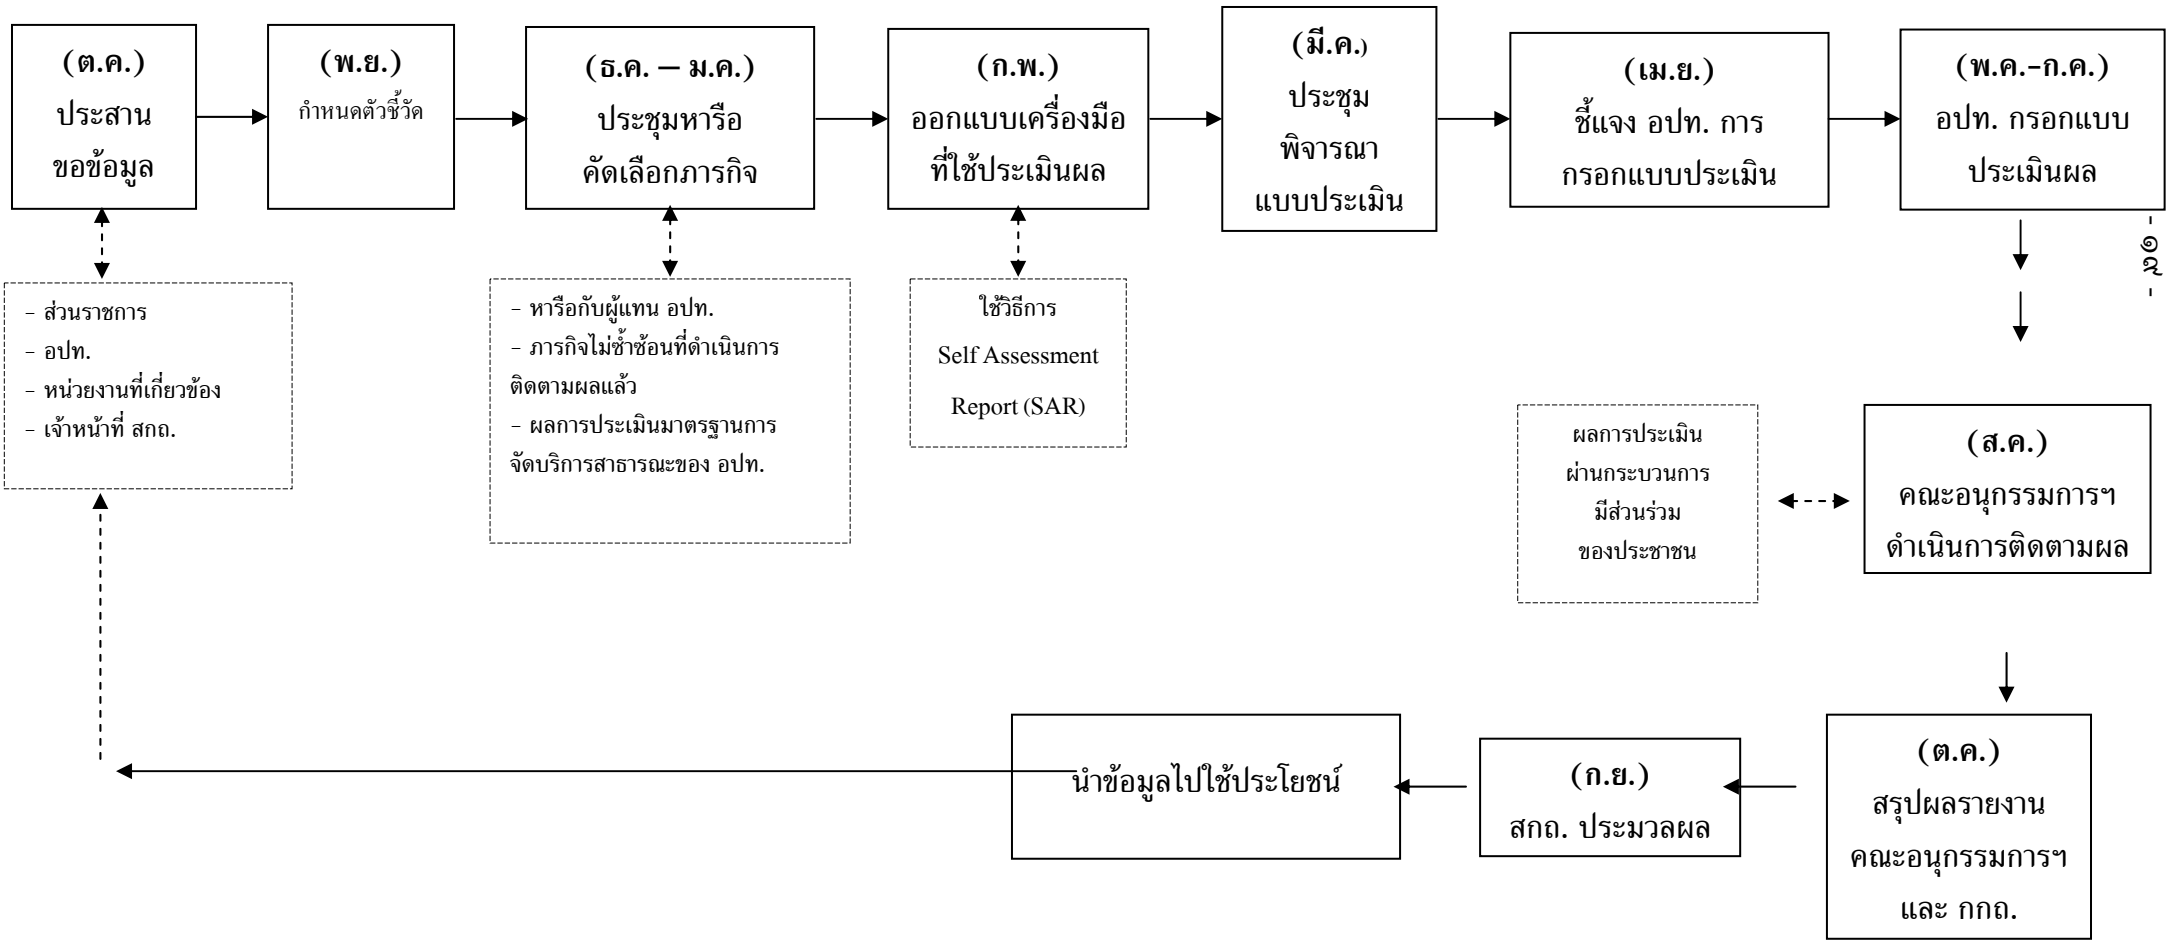 (ต.ค.)
ประสาน
ขอข้อมูล
(พ.ย.)
กำหนดตัวชี้วัด
(ธ.ค. – ม.ค.)
ประชุมหารือ
คัดเลือกภารกิจ
(ก.พ.)
ออกแบบเครื่องมือ
ที่ใช้ประเมินผล
(มี.ค.)
ประชุม
พิจารณา
แบบประเมิน
(เม.ย.)
ชี้แจง อปท. การ
กรอกแบบประเมิน
(พ.ค.-ก.ค.)
อปท. กรอกแบบ
ประเมินผล
- ๑๙ -
- ส่วนราชการ
- อปท.
- หน่วยงานที่เกี่ยวข้อง
- เจ้าหน้าที่ สกถ.
- หารือกับผู้แทน อปท.
- ภารกิจไม่ซ้ำซ้อนที่ดำเนินการ
ติดตามผลแล้ว
- ผลการประเมินมาตรฐานการ
จัดบริการสาธารณะของ อปท.
ใช้วิธีการ
Self Assessment
Report (SAR)
ผลการประเมิน
ผ่านกระบวนการ
มีส่วนร่วม
ของประชาชน
(ส.ค.)
คณะอนุกรรมการฯ
ดำเนินการติดตามผล
(ต.ค.)
สรุปผลรายงาน
คณะอนุกรรมการฯ
และ กกถ.
(ก.ย.)
สกถ. ประมวลผล
นำข้อมูลไปใช้ประโยชน์